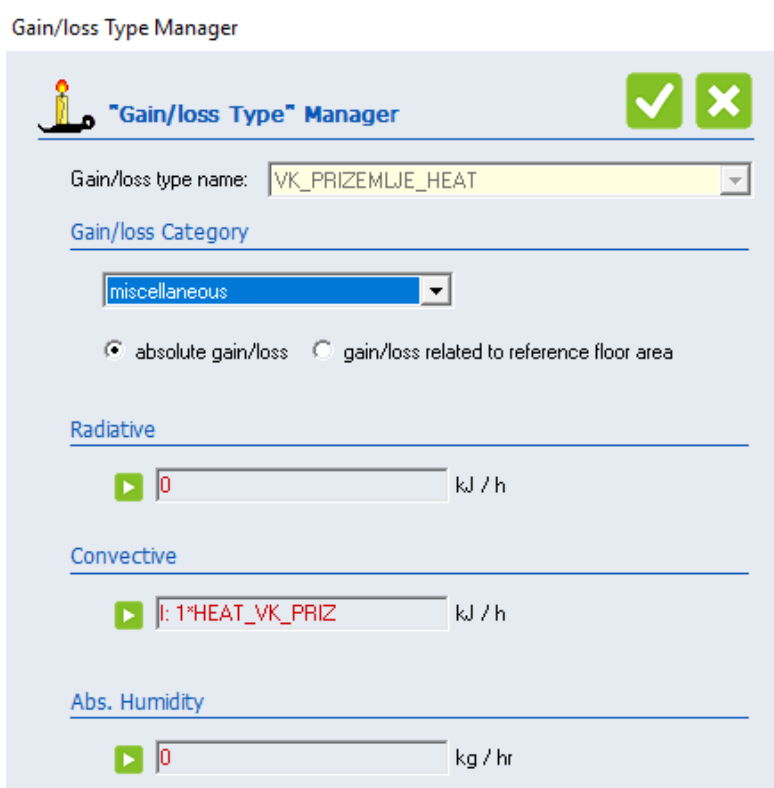 Gain/loss Type Manager
"Gain/loss Type" Manager
Gain/loss type name: VK_PRIZEMLJE_HEAT
Gain/loss Category
miscellaneous
absolute gain/loss gain/loss related to reference floor area
Radiative
0 kJ / h
Convective
I: 1*HEAT_VK_PRIZ kJ / h
Abs. Humidity
0 kg / hr